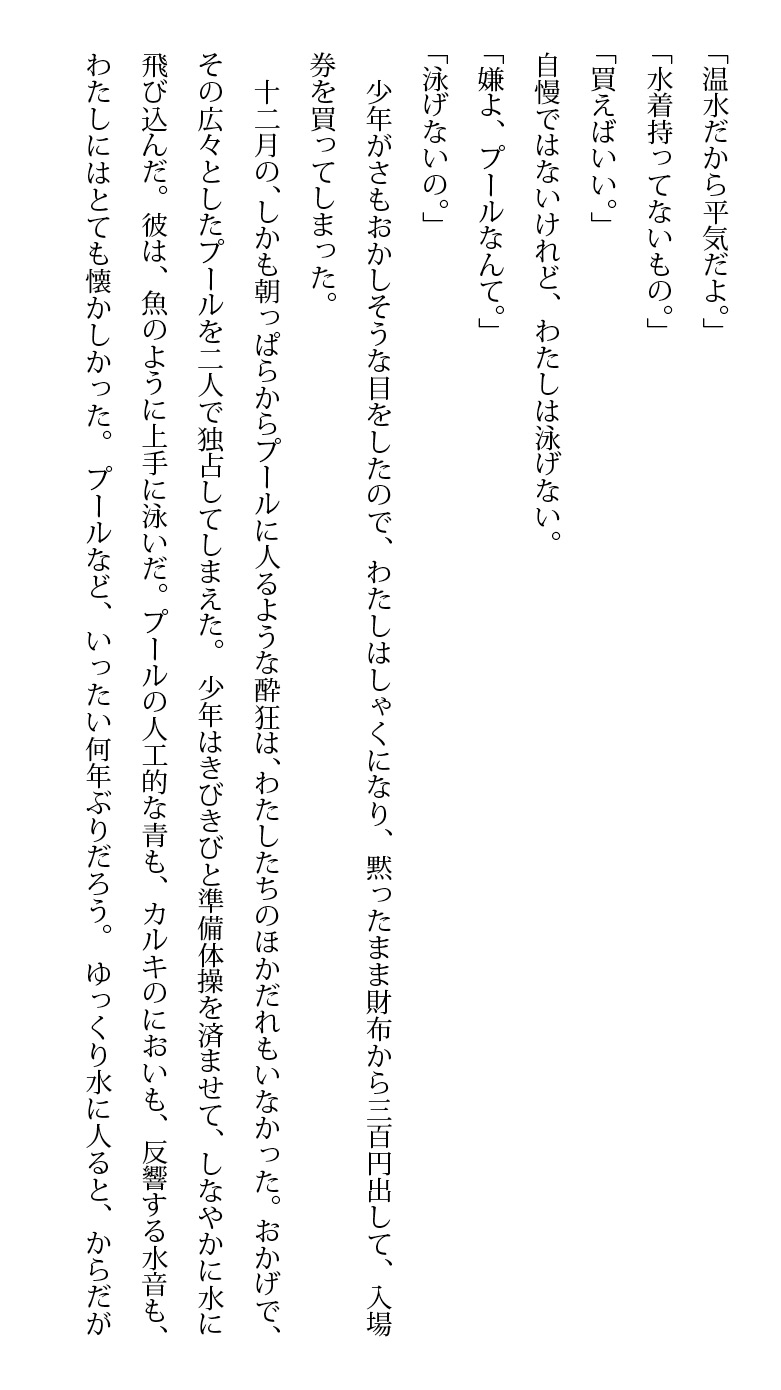 「温水だから平気だよ。」
「水着持ってないもの。」
「買えばいい。」
自慢ではないけれど、わたしは泳げない。
「嫌よ、プールなんて。」
「泳げないの。」
少年がさもおかしそうな目をしたので、わたしはしゃくになり、黙ったまま財布から三百円出して、入場
券を買ってしまった。
十二月の、しかも朝っぱらからプールに人るような酔狂は、わたしたちのほかだれもいなかった。おかげで、
その広々としたプールを二人で独占してしまえた。少年はきびきびと準備体操を済ませて、しなやかに水に
飛び込んだ。彼は、魚のように上手に泳いだ。プールの人工的な青も、カルキのにおいも、反響する水音も、
わたしにはとても懐かしかった。プールなど、いったい何年ぶりだろう。ゆっくり水に人ると、からだが